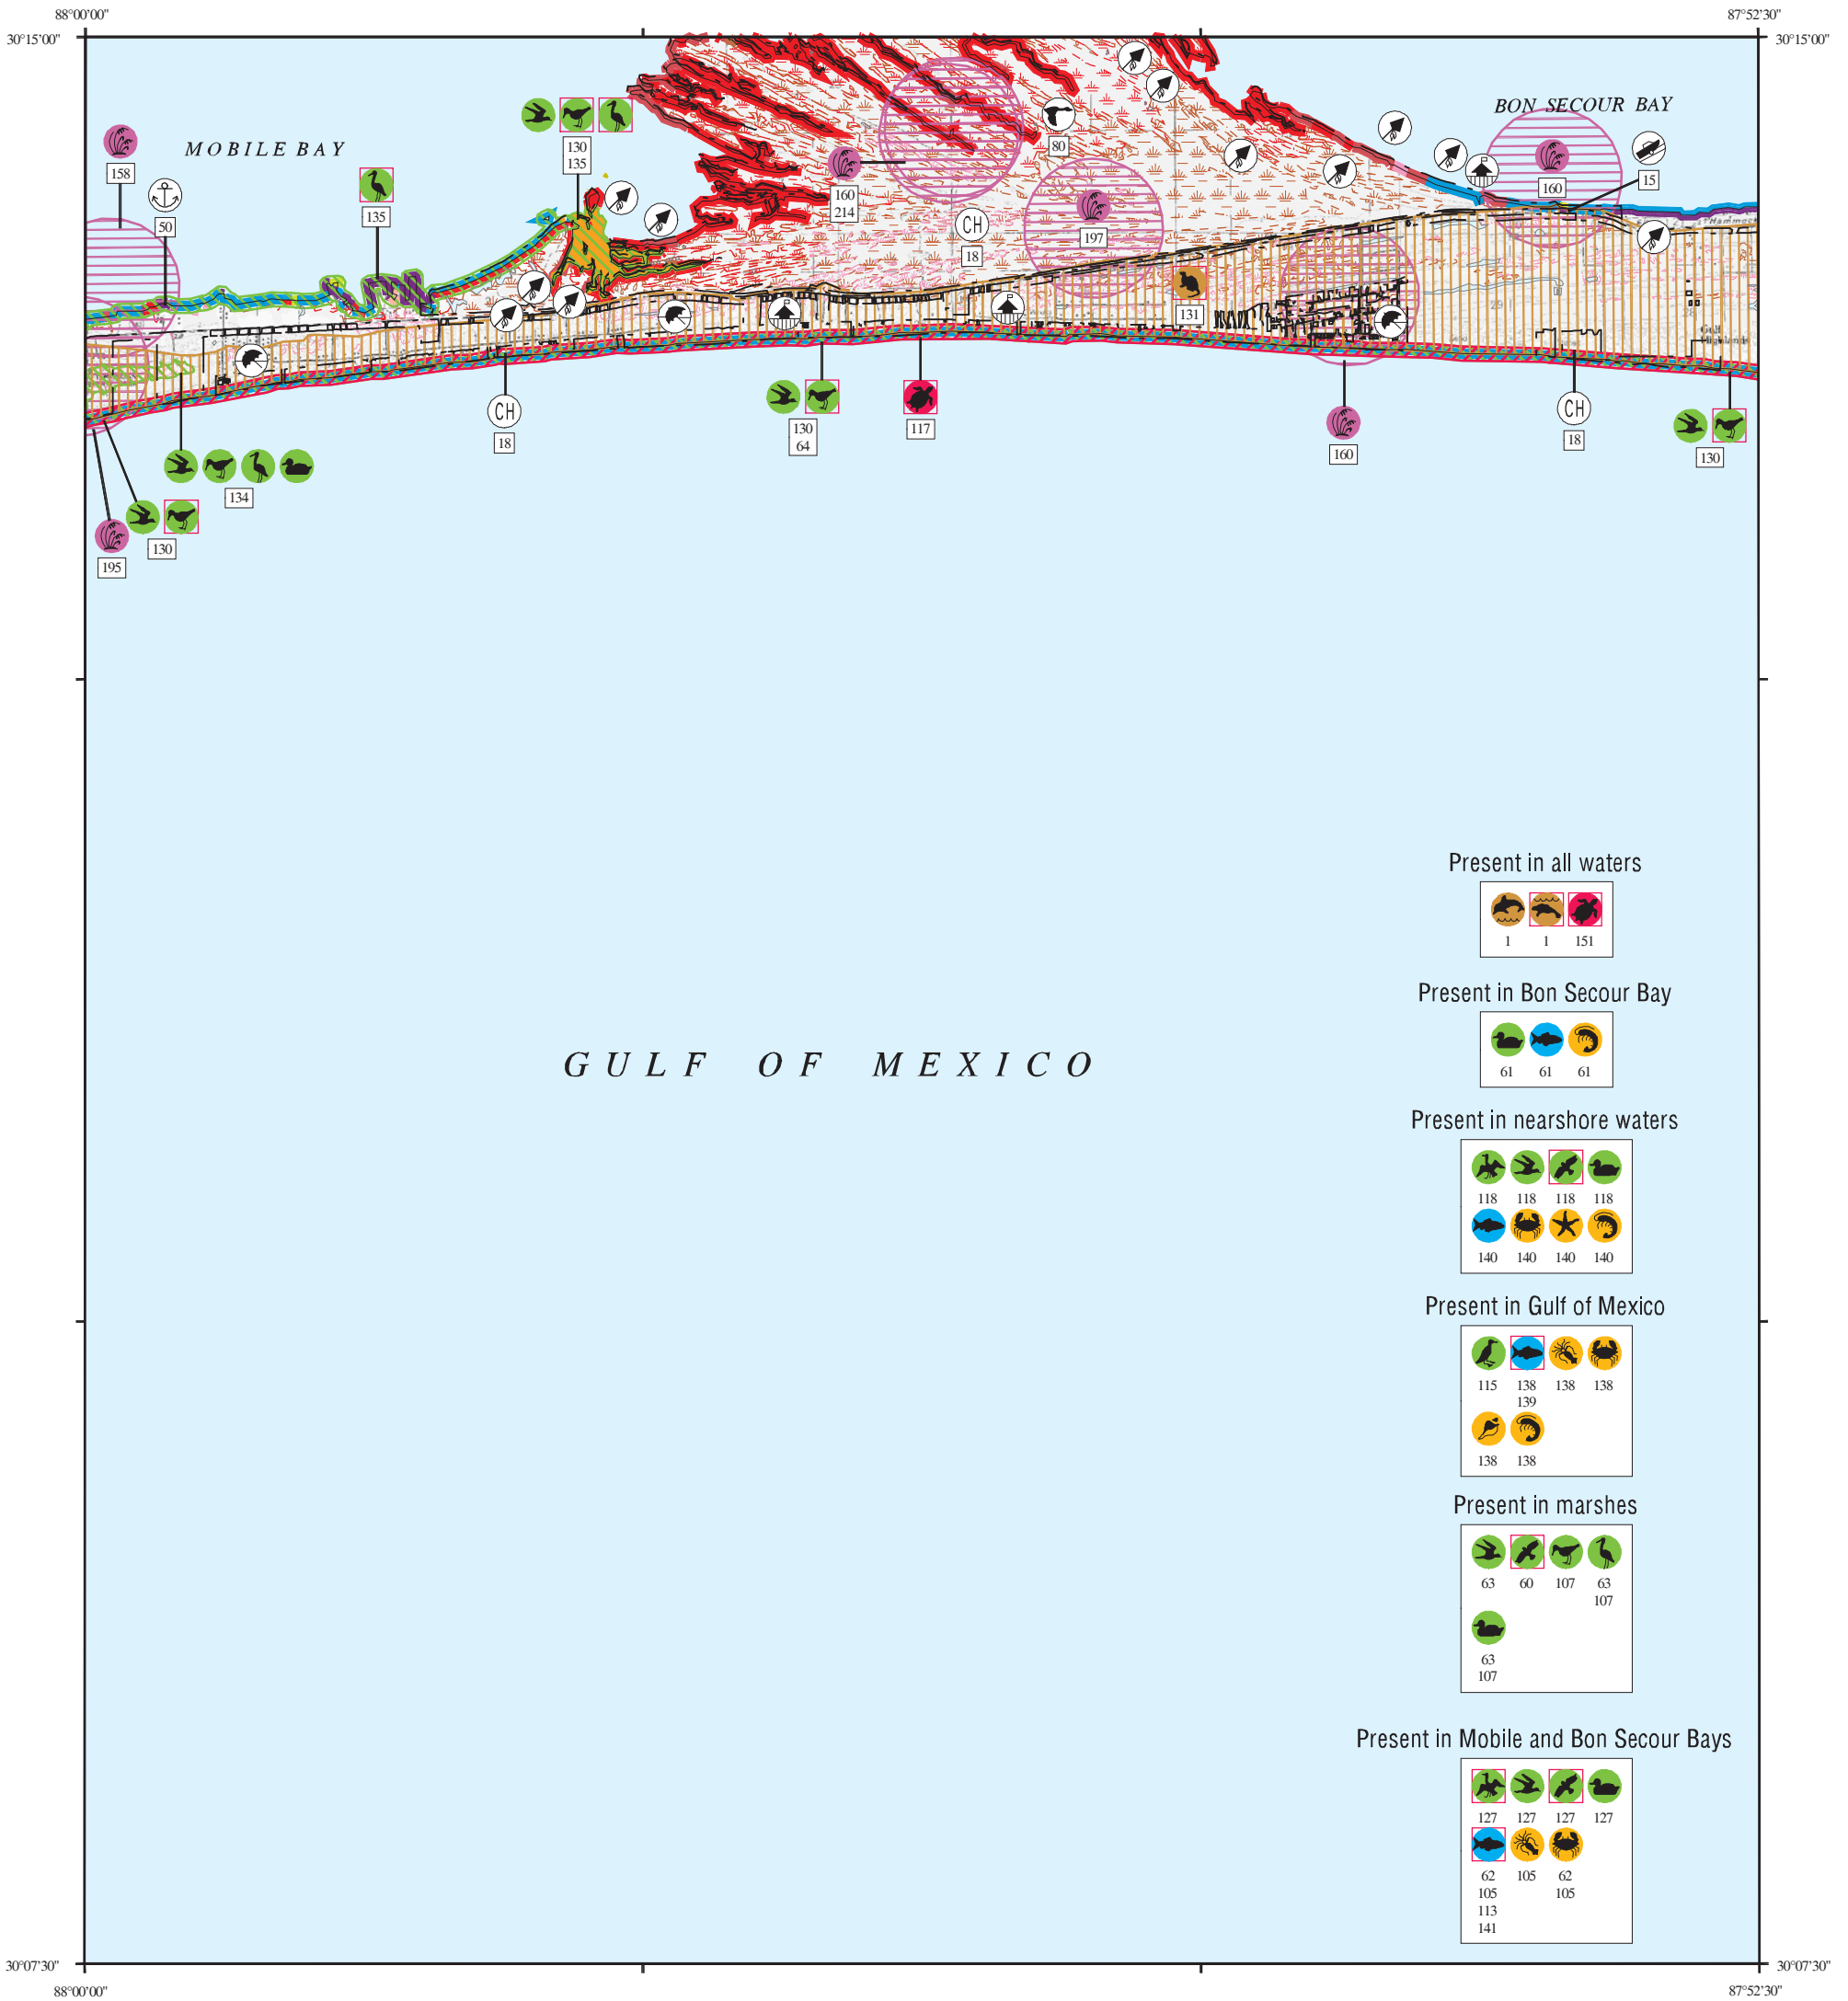 88°00'00"
87°52'30"
30°15'00"
30°15'00"
BON SECOUR BAY
MOBILE BAY
130
135
80
158
15
160
160
214
135
50
197
CH
18
29
131
Gulf
Highlands
CH
18
130
64
117
160
CH
18
130
134
130
195
Present in all waters
1 1 151
Present in Bon Secour Bay
61 61 61
GULF OF MEXICO
Present in nearshore waters
118 118 118 118
140 140 140 140
Present in Gulf of Mexico
115 138 138 138
139
138 138
Present in marshes
63 60 107 63
107
63
107
Present in Mobile and Bon Secour Bays
127 127 127 127
62 105 62
105 105
113
141
30°07'30"
30°07'30"
88°00'00"
87°52'30"